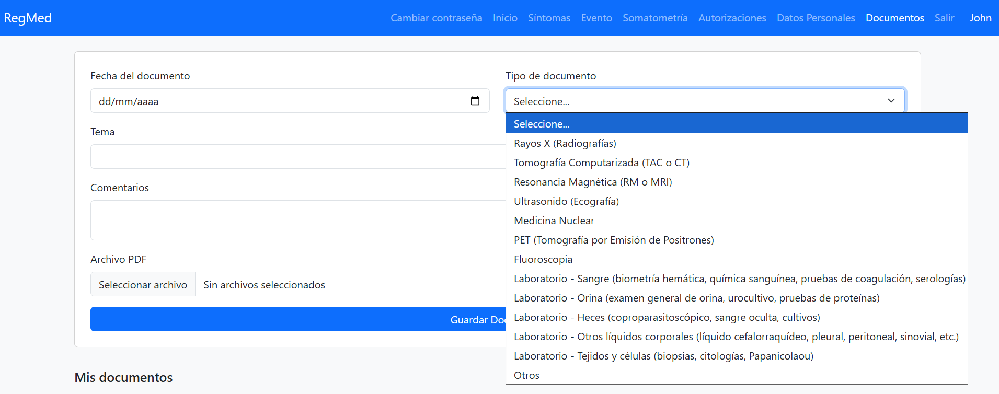 RegMed
Cambiar contraseña Inicio Síntomas Evento Somatometría Autorizaciones Datos Personales Documentos Salir John
Fecha del documento
dd/mm/aaaa
Tipo de documento
Seleccione...
Seleccione...
Rayos X (Radiografías)
Tomografía Computarizada (TAC o CT)
Resonancia Magnética (RM o MRI)
Ultrasonido (Ecografía)
Medicina Nuclear
PET (Tomografía por Emisión de Positrones)
Fluoroscopia
Laboratorio - Sangre (biometría hemática, química sanguínea, pruebas de coagulación, serologías)
Laboratorio - Orina (examen general de orina, urocultivo, pruebas de proteínas)
Laboratorio - Heces (coproparasitoscópico, sangre oculta, cultivos)
Laboratorio - Otros líquidos corporales (líquido cefalorraquídeo, pleural, peritoneal, sinovial, etc.)
Laboratorio - Tejidos y células (biopsias, citologías, Papanicolaou)
Otros
Tema
Comentarios
Archivo PDF
Seleccionar archivo Sin archivos seleccionados
Guardar
Mis documentos